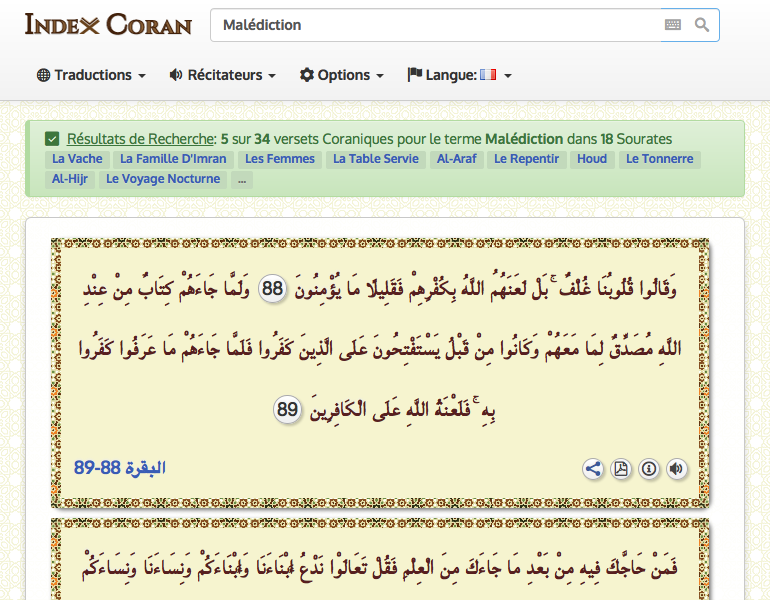 INDEX CORAN
Malédiction
Traductions Récitateurs Options Langue:
Résultats de Recherche: 5 sur 34 versets Coraniques pour le terme Malédiction dans 18 Sourates
La Vache La Famille D'Imran Les Femmes La Table Servie Al-Araf Le Repentir Houd Le Tonnerre
Al-Hijr Le Voyage Nocturne ...
وَقَالُوا قُلُوبُنَا غُلْفٌ ۚ بَلْ لَعَنَهُمُ اللَّهُ بِكُفْرِهِمْ فَقَلِيلًا مَا يُؤْمِنُونَ 88 وَلَمَّا جَاءَهُمْ كِتَابٌ مِنْ عِنْدِ
اللَّهِ مُصَدِّقٌ لِمَا مَعَهُمْ وَكَانُوا مِنْ قَبْلُ يَسْتَفْتِحُونَ عَلَى الَّذِينَ كَفَرُوا فَلَمَّا جَاءَهُمْ مَا عَرَفُوا كَفَرُوا
بِهِ ۚ فَلَعْنَةُ اللَّهِ عَلَى الْكَافِرِينَ 89
البقرة 88-89
فَمَنْ حَاجَّكَ فِيهِ مِنْ بَعْدِ مَا جَاءَكَ مِنَ الْعِلْمِ فَقُلْ تَعَالَوْا نَدْعُ أَبْنَاءَنَا وَأَبْنَاءَكُمْ وَنِسَاءَنَا وَنِسَاءَكُمْ